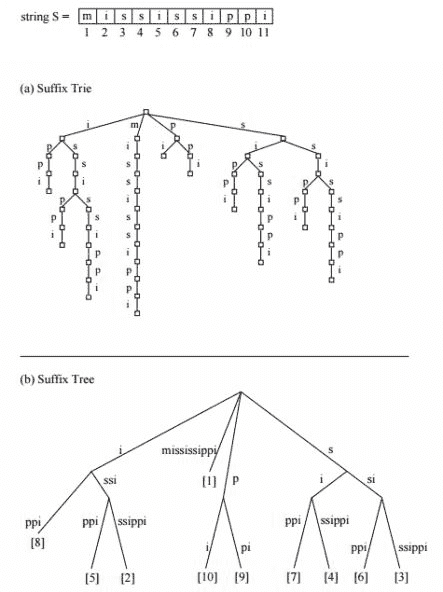 string S = m i s s i s s i p p i
1 2 3 4 5 6 7 8 9 10 11
(a) Suffix Trie
i m p s
p s i i p i s
p s s i p s i
i i s p s p s
p s i i i p s
p s s p i i
i i s p p
p i i p
p p i
i p
i
(b) Suffix Tree
i mississippi s
ssi [1] p i si
ppi ppi ssippi i pi ppi ssippi ppi ssippi
[8]
[5] [2] [10] [9] [7] [4] [6] [3]